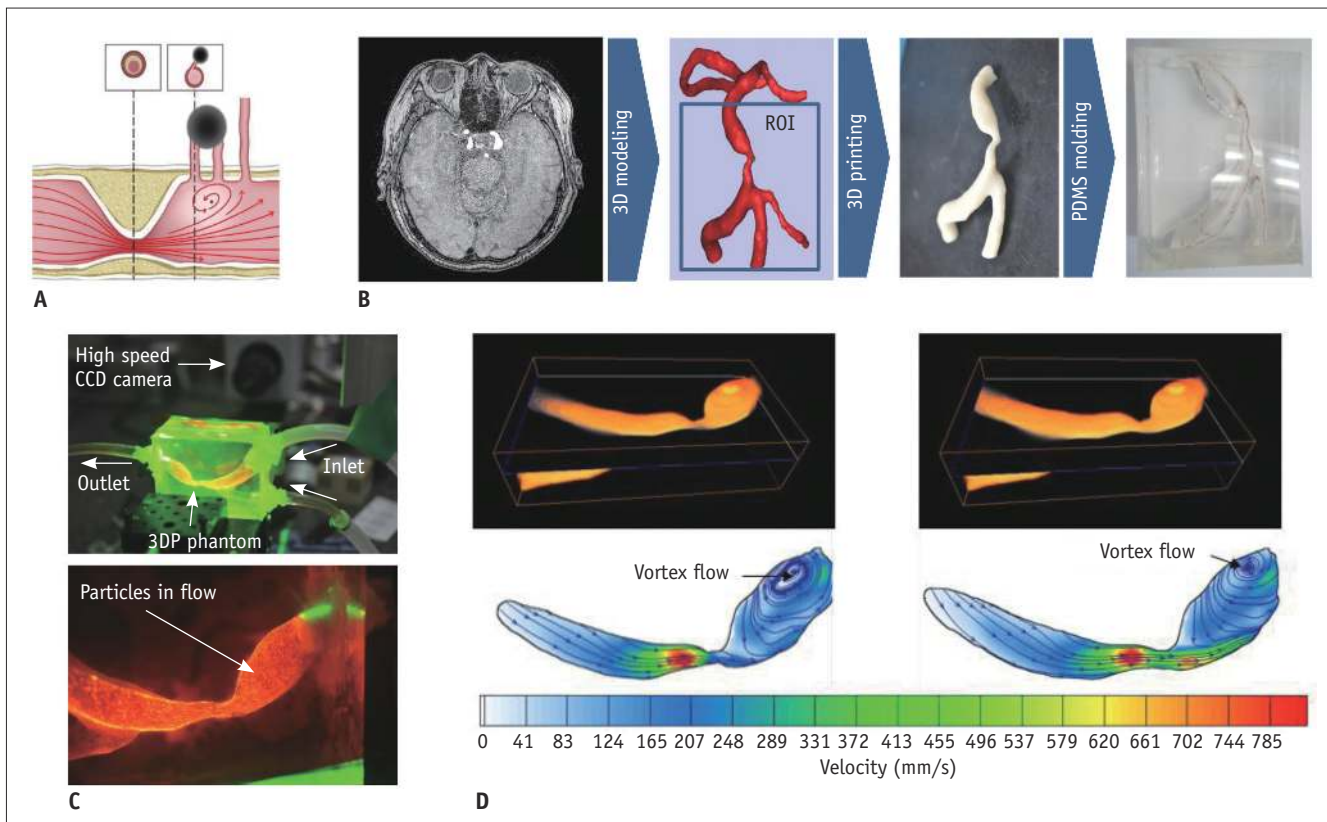 A
B
3D modeling
ROI
3D printing
PDMS molding
High speed
CCD camera
Inlet
Outlet
3DP phantom
Particles in flow
C
Vortex flow
Vortex flow
0 41 83 124 165 207 248 289 331 372 413 455 496 537 579 620 661 702 744 785
Velocity (mm/s)
D